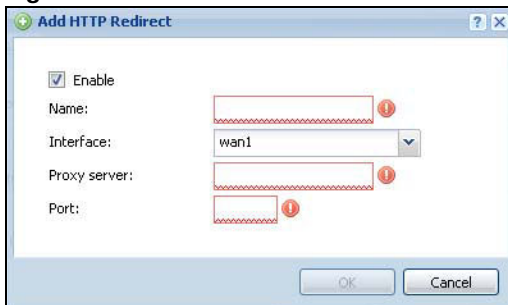 Add HTTP Redirect
Enable
Name:
Interface: wan1
Proxy server:
Port:
OK Cancel